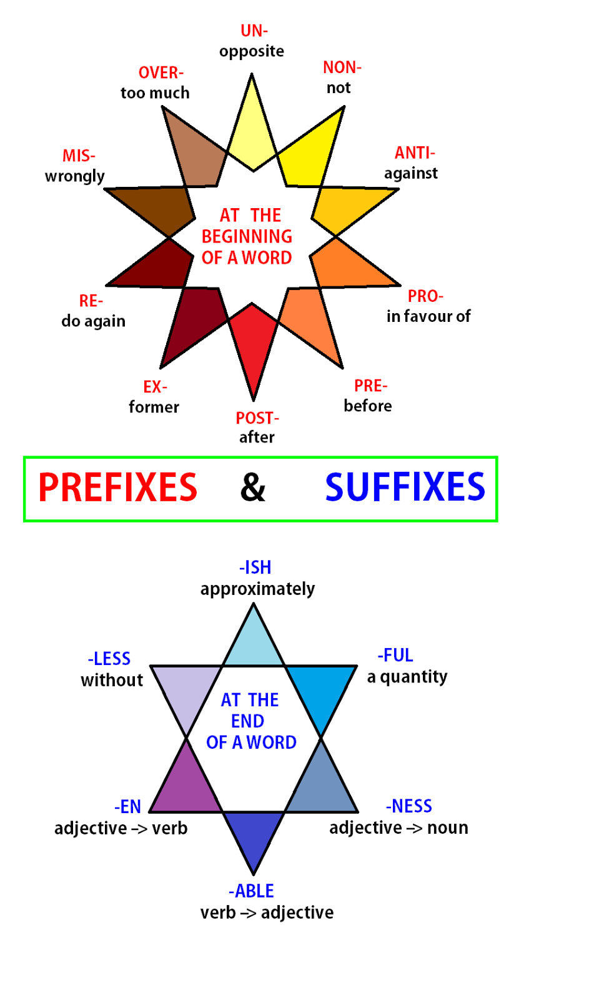 UN-
opposite
NON-
not
OVER-
too much
ANTI-
against
MIS-
wrongly
AT THE
BEGINNING
OF A WORD
PRO-
in favour of
RE-
do again
PRE-
before
EX-
former
POST-
after
PREFIXES & SUFFIXES
-ISH
approximately
-FUL
a quantity
-LESS
without
AT THE
END
OF A WORD
-NESS
adjective –> noun
-EN
adjective –> verb
-ABLE
verb –> adjective